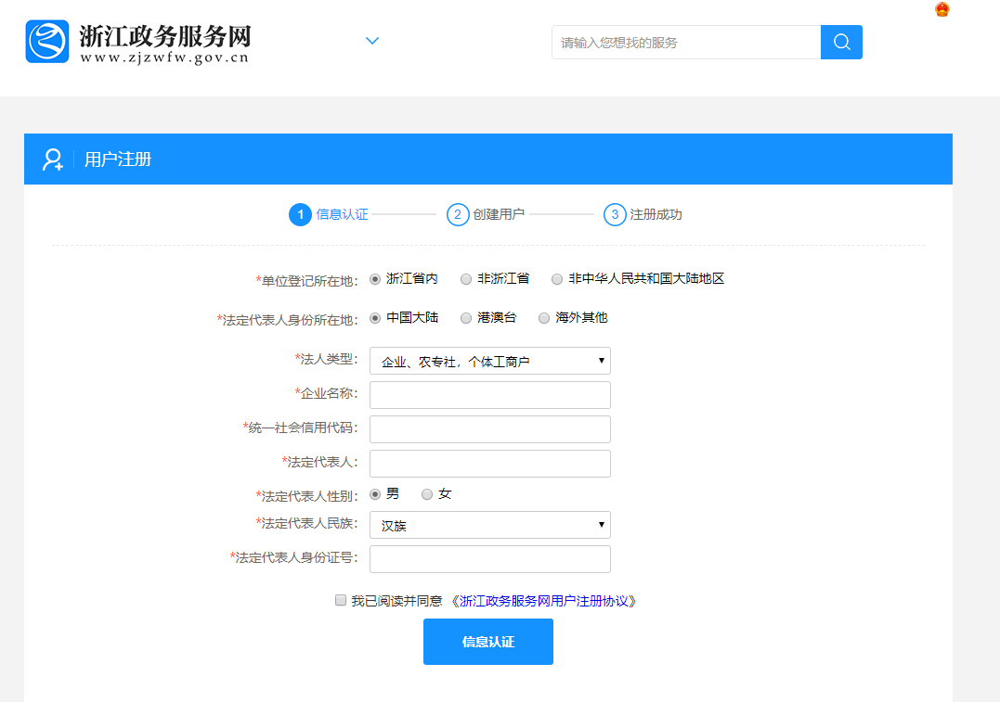 浙江政务服务网
www.zjzwfw.gov.cn
请输入您想找的服务
用户注册
1 信息认证 2 创建用户 3 注册成功
*单位登记所在地： 浙江省内 非浙江省 非中华人民共和国大陆地区
*法定代表人身份所在地： 中国大陆 港澳台 海外其他
*法人类型： 企业、农专社，个体工商户
*企业名称：
*统一社会信用代码：
*法定代表人：
*法定代表人性别： 男 女
*法定代表人民族： 汉族
*法定代表人身份证号：
我已阅读并同意 《浙江政务服务网用户注册协议》
信息认证